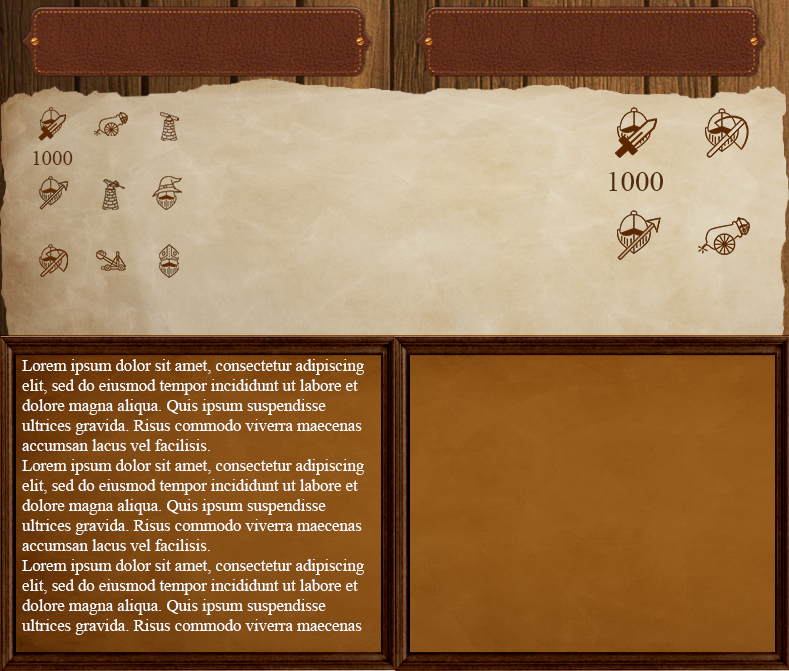 1000
1000
Lorem ipsum dolor sit amet, consectetur adipiscing
elit, sed do eiusmod tempor incididunt ut labore et
dolore magna aliqua. Quis ipsum suspendisse
ultrices gravida. Risus commodo viverra maecenas
accumsan lacus vel facilisis.
Lorem ipsum dolor sit amet, consectetur adipiscing
elit, sed do eiusmod tempor incididunt ut labore et
dolore magna aliqua. Quis ipsum suspendisse
ultrices gravida. Risus commodo viverra maecenas
accumsan lacus vel facilisis.
Lorem ipsum dolor sit amet, consectetur adipiscing
elit, sed do eiusmod tempor incididunt ut labore et
dolore magna aliqua. Quis ipsum suspendisse
ultrices gravida. Risus commodo viverra maecenas